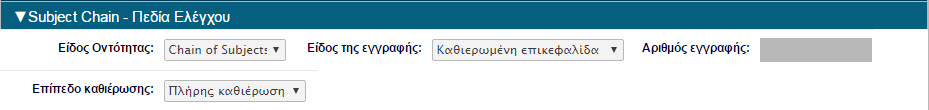 ▼Subject Chain - Πεδία Ελέγχου
Είδος Οντότητας: Chain of Subjects Είδος της εγγραφής: Καθιερωμένη επικεφαλίδα Αριθμός εγγραφής:
Επίπεδο καθιέρωσης: Πλήρης καθιέρωση